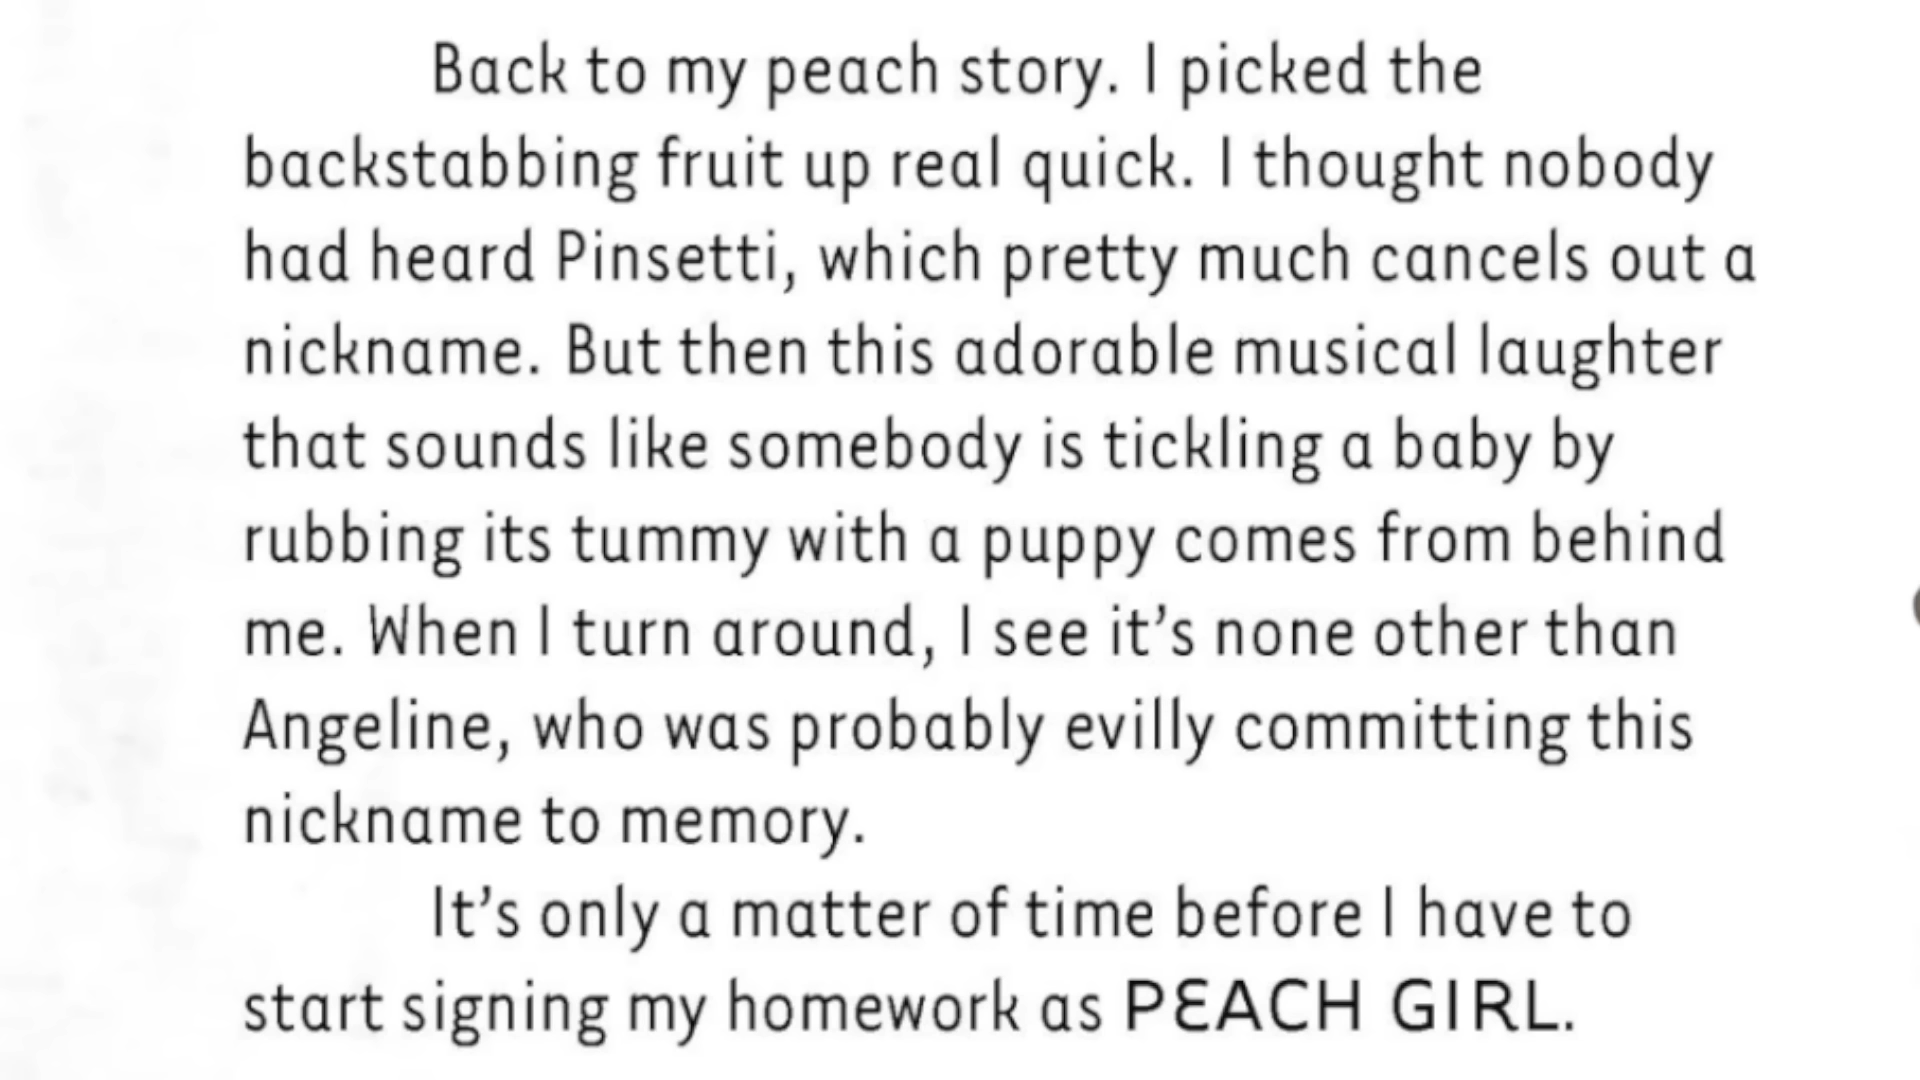 Back to my peach story. I picked the
backstabbing fruit up real quick. I thought nobody
had heard Pinsetti, which pretty much cancels out a
nickname. But then this adorable musical laughter
that sounds like somebody is tickling a baby by
rubbing its tummy with a puppy comes from behind
me. When I turn around, I see it’s none other than
Angeline, who was probably evilly committing this
nickname to memory.
It’s only a matter of time before I have to
start signing my homework as PEACH GIRL.